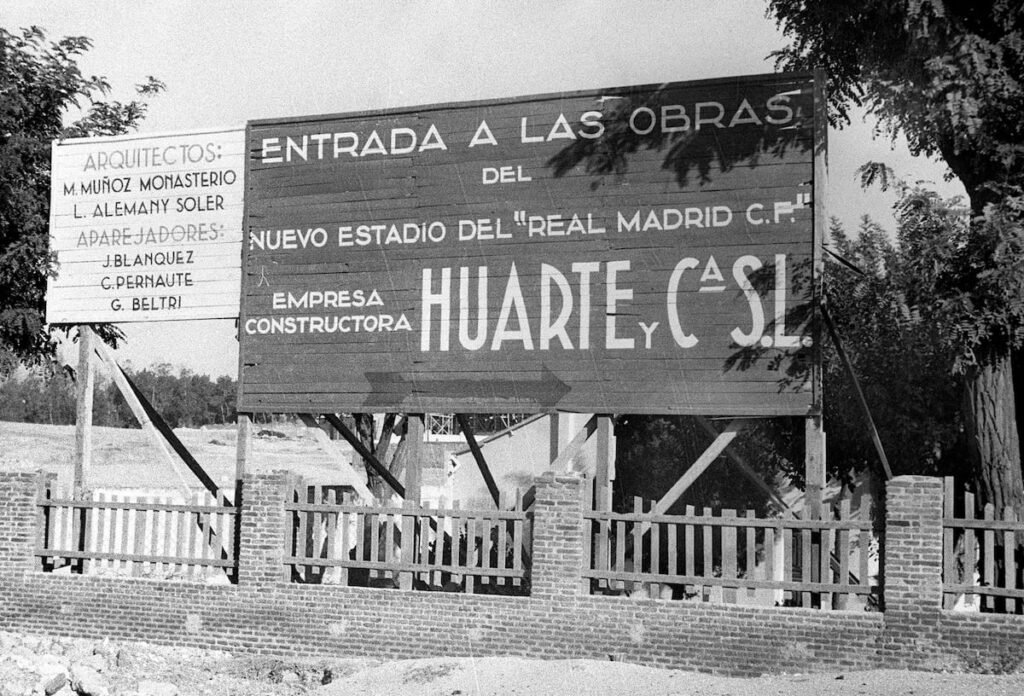 ARQUITECTOS:
M. MUÑOZ MONASTERIO
L. ALEMANY SOLER
APAREJADORES:
J. BLANQUEZ
C. PERNAUTE
G. BELTRI
ENTRADA A LAS OBRAS
DEL
NUEVO ESTADIO DEL "REAL MADRID C.F."
EMPRESA
CONSTRUCTORA
HUARTE Y Cª S.L.